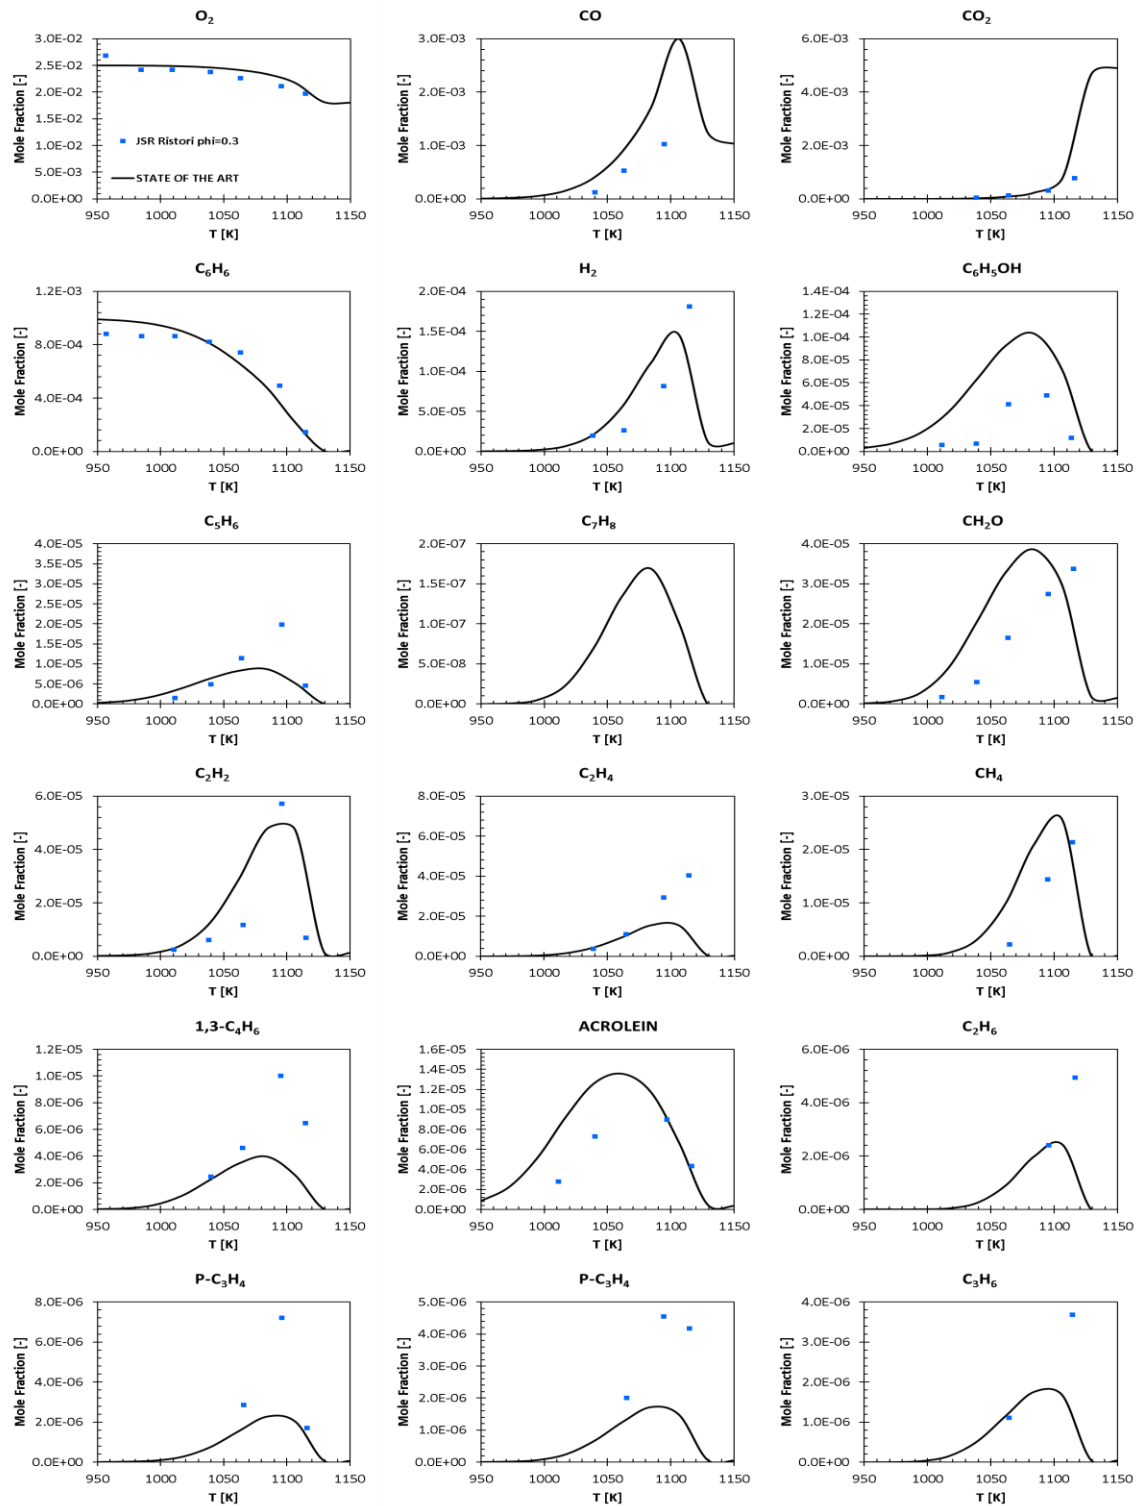 O₂
Mole Fraction [-]
3.0E-02
2.5E-02
2.0E-02
1.5E-02
1.0E-02
5.0E-03
0.0E+00
JSR Ristori phi=0.3
STATE OF THE ART
950 1000 1050 1100 1150
T [K]
CO
Mole Fraction [-]
3.0E-03
2.0E-03
1.0E-03
0.0E+00
950 1000 1050 1100 1150
T [K]
CO₂
Mole Fraction [-]
6.0E-03
4.0E-03
2.0E-03
0.0E+00
950 1000 1050 1100 1150
T [K]
C₆H₆
Mole Fraction [-]
1.2E-03
8.0E-04
4.0E-04
0.0E+00
950 1000 1050 1100 1150
T [K]
H₂
Mole Fraction [-]
2.0E-04
1.5E-04
1.0E-04
5.0E-05
0.0E+00
950 1000 1050 1100 1150
T [K]
C₆H₅OH
Mole Fraction [-]
1.4E-04
1.2E-04
1.0E-04
8.0E-05
6.0E-05
4.0E-05
2.0E-05
0.0E+00
950 1000 1050 1100 1150
T [K]
C₅H₆
Mole Fraction [-]
4.0E-05
3.5E-05
3.0E-05
2.5E-05
2.0E-05
1.5E-05
1.0E-05
5.0E-06
0.0E+00
950 1000 1050 1100 1150
T [K]
C₇H₈
Mole Fraction [-]
2.0E-07
1.5E-07
1.0E-07
5.0E-08
0.0E+00
950 1000 1050 1100 1150
T [K]
CH₂O
Mole Fraction [-]
4.0E-05
3.0E-05
2.0E-05
1.0E-05
0.0E+00
950 1000 1050 1100 1150
T [K]
C₂H₂
Mole Fraction [-]
6.0E-05
4.0E-05
2.0E-05
0.0E+00
950 1000 1050 1100 1150
T [K]
C₂H₄
Mole Fraction [-]
8.0E-05
6.0E-05
4.0E-05
2.0E-05
0.0E+00
950 1000 1050 1100 1150
T [K]
CH₄
Mole Fraction [-]
3.0E-05
2.0E-05
1.0E-05
0.0E+00
950 1000 1050 1100 1150
T [K]
1,3-C₄H₆
Mole Fraction [-]
1.2E-05
1.0E-05
8.0E-06
6.0E-06
4.0E-06
2.0E-06
0.0E+00
950 1000 1050 1100 1150
T [K]
ACROLEIN
Mole Fraction [-]
1.6E-05
1.4E-05
1.2E-05
1.0E-05
8.0E-06
6.0E-06
4.0E-06
2.0E-06
0.0E+00
950 1000 1050 1100 1150
T [K]
C₂H₆
Mole Fraction [-]
6.0E-06
4.0E-06
2.0E-06
0.0E+00
950 1000 1050 1100 1150
T [K]
P-C₃H₄
Mole Fraction [-]
8.0E-06
6.0E-06
4.0E-06
2.0E-06
0.0E+00
950 1000 1050 1100 1150
T [K]
P-C₃H₄
Mole Fraction [-]
5.0E-06
4.0E-06
3.0E-06
2.0E-06
1.0E-06
0.0E+00
950 1000 1050 1100 1150
T [K]
C₃H₆
Mole Fraction [-]
4.0E-06
3.0E-06
2.0E-06
1.0E-06
0.0E+00
950 1000 1050 1100 1150
T [K]